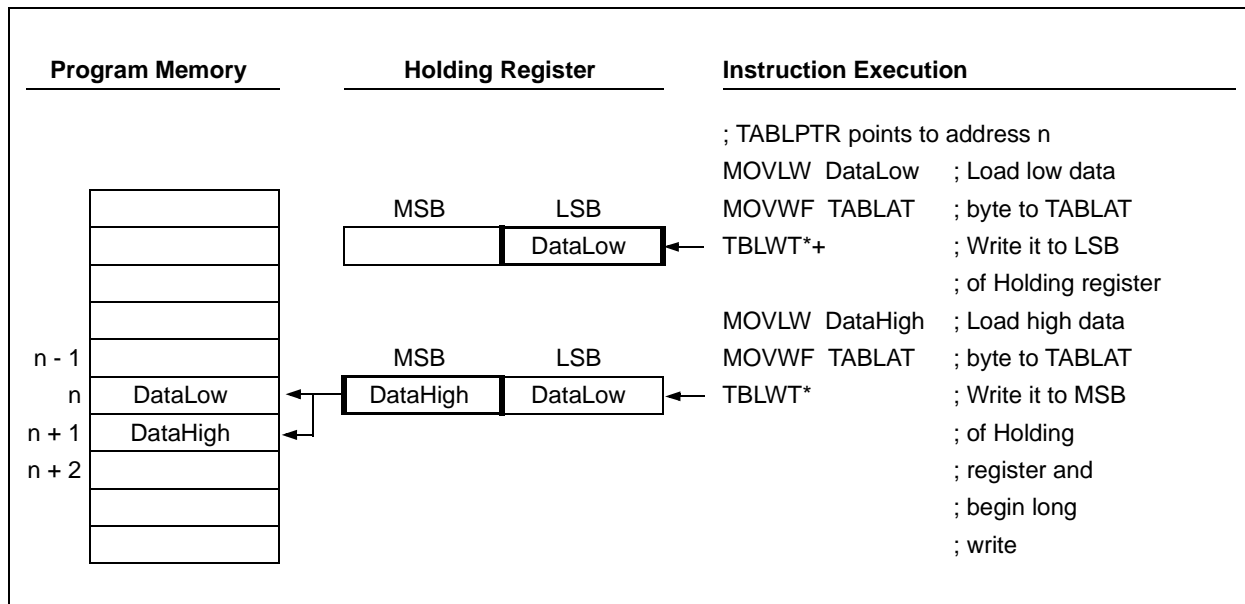 Program Memory Holding Register Instruction Execution
; TABLPTR points to address n
MOVLW DataLow ; Load low data
MSB LSB MOVWF TABLAT ; byte to TABLAT
DataLow TBLWT*+ ; Write it to LSB
; of Holding register
MOVLW DataHigh ; Load high data
n - 1 MSB LSB MOVWF TABLAT ; byte to TABLAT
n DataLow DataHigh DataLow TBLWT* ; Write it to MSB
n + 1 DataHigh ; of Holding
n + 2 ; register and
; begin long
; write